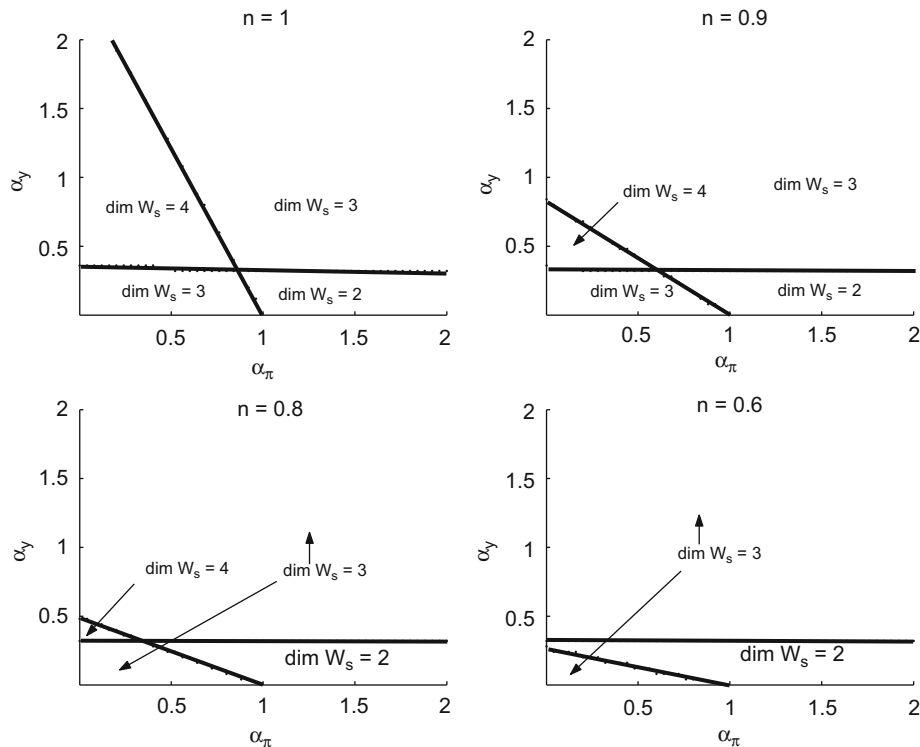 n = 1
2
1.5
1
0.5
α_y
dim W_s = 4
dim W_s = 3
dim W_s = 3
dim W_s = 2
0.5
1
1.5
2
α_π
n = 0.9
2
1.5
1
0.5
α_y
dim W_s = 4
dim W_s = 3
dim W_s = 3
dim W_s = 2
0.5
1
1.5
2
α_π
n = 0.8
2
1.5
1
0.5
α_y
dim W_s = 4
dim W_s = 3
dim W_s = 2
0.5
1
1.5
2
α_π
n = 0.6
2
1.5
1
0.5
α_y
dim W_s = 3
dim W_s = 2
0.5
1
1.5
2
α_π